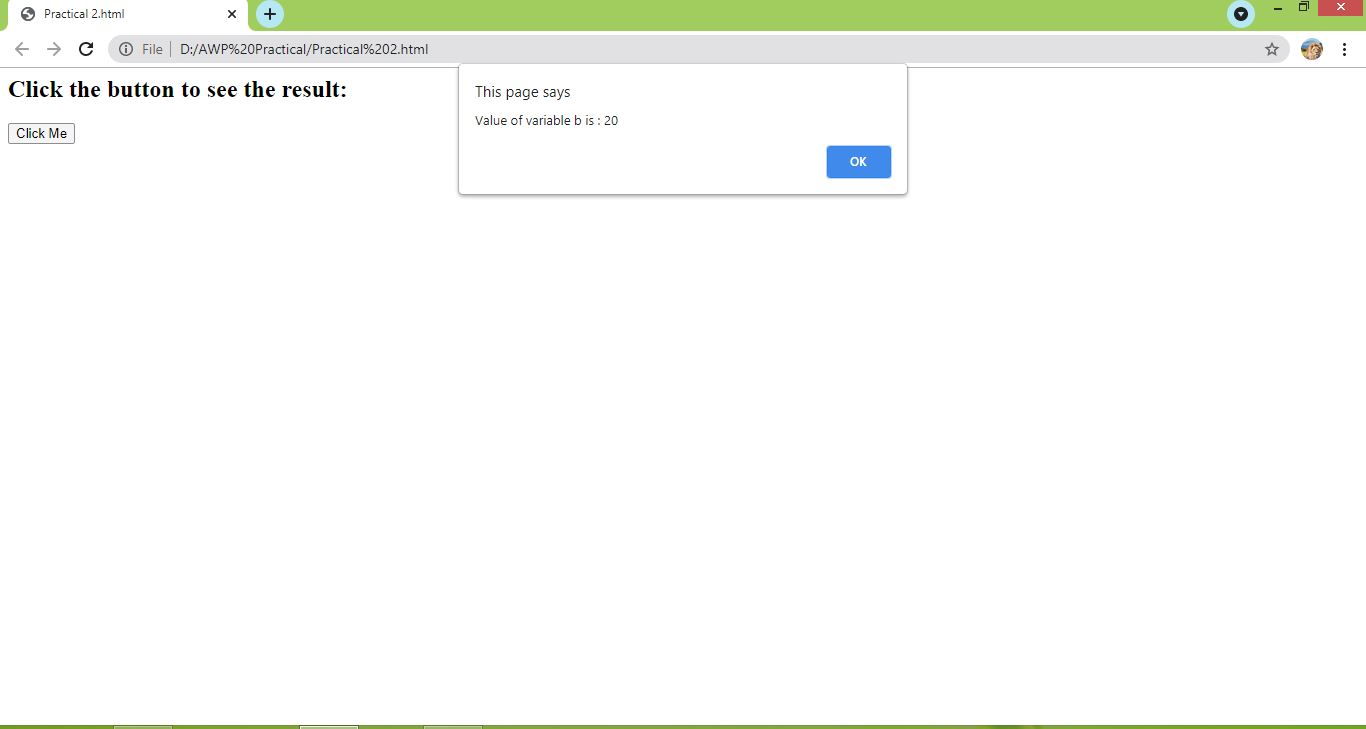 Practical 2.html
File
D:/AWP%20Practical/Practical%202.html
Click the button to see the result:
Click Me
This page says
Value of variable b is : 20
OK